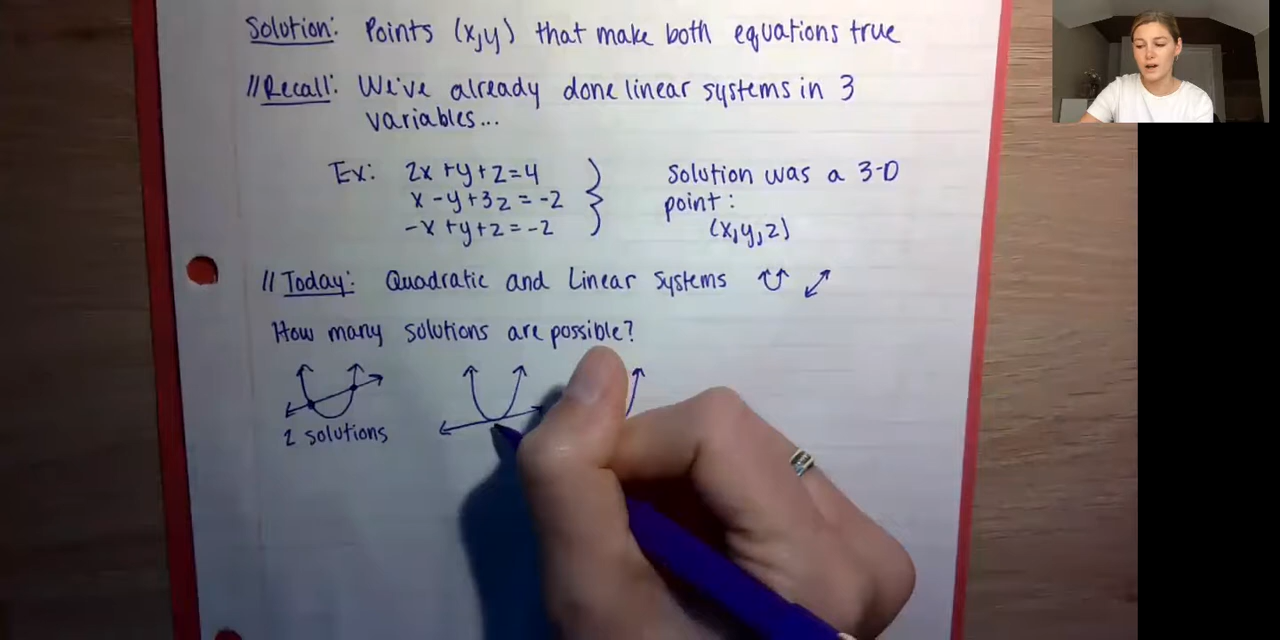 Solution: Points (x,y) that make both equations true
//Recall: We've already done linear systems in 3
variables...
Ex: 2x+y+z=4
x-y+3z=-2
-x+y+z=-2
Solution was a 3-D
point:
(x,y,z)
//Today: Quadratic and Linear Systems
How many solutions are possible?
2 solutions